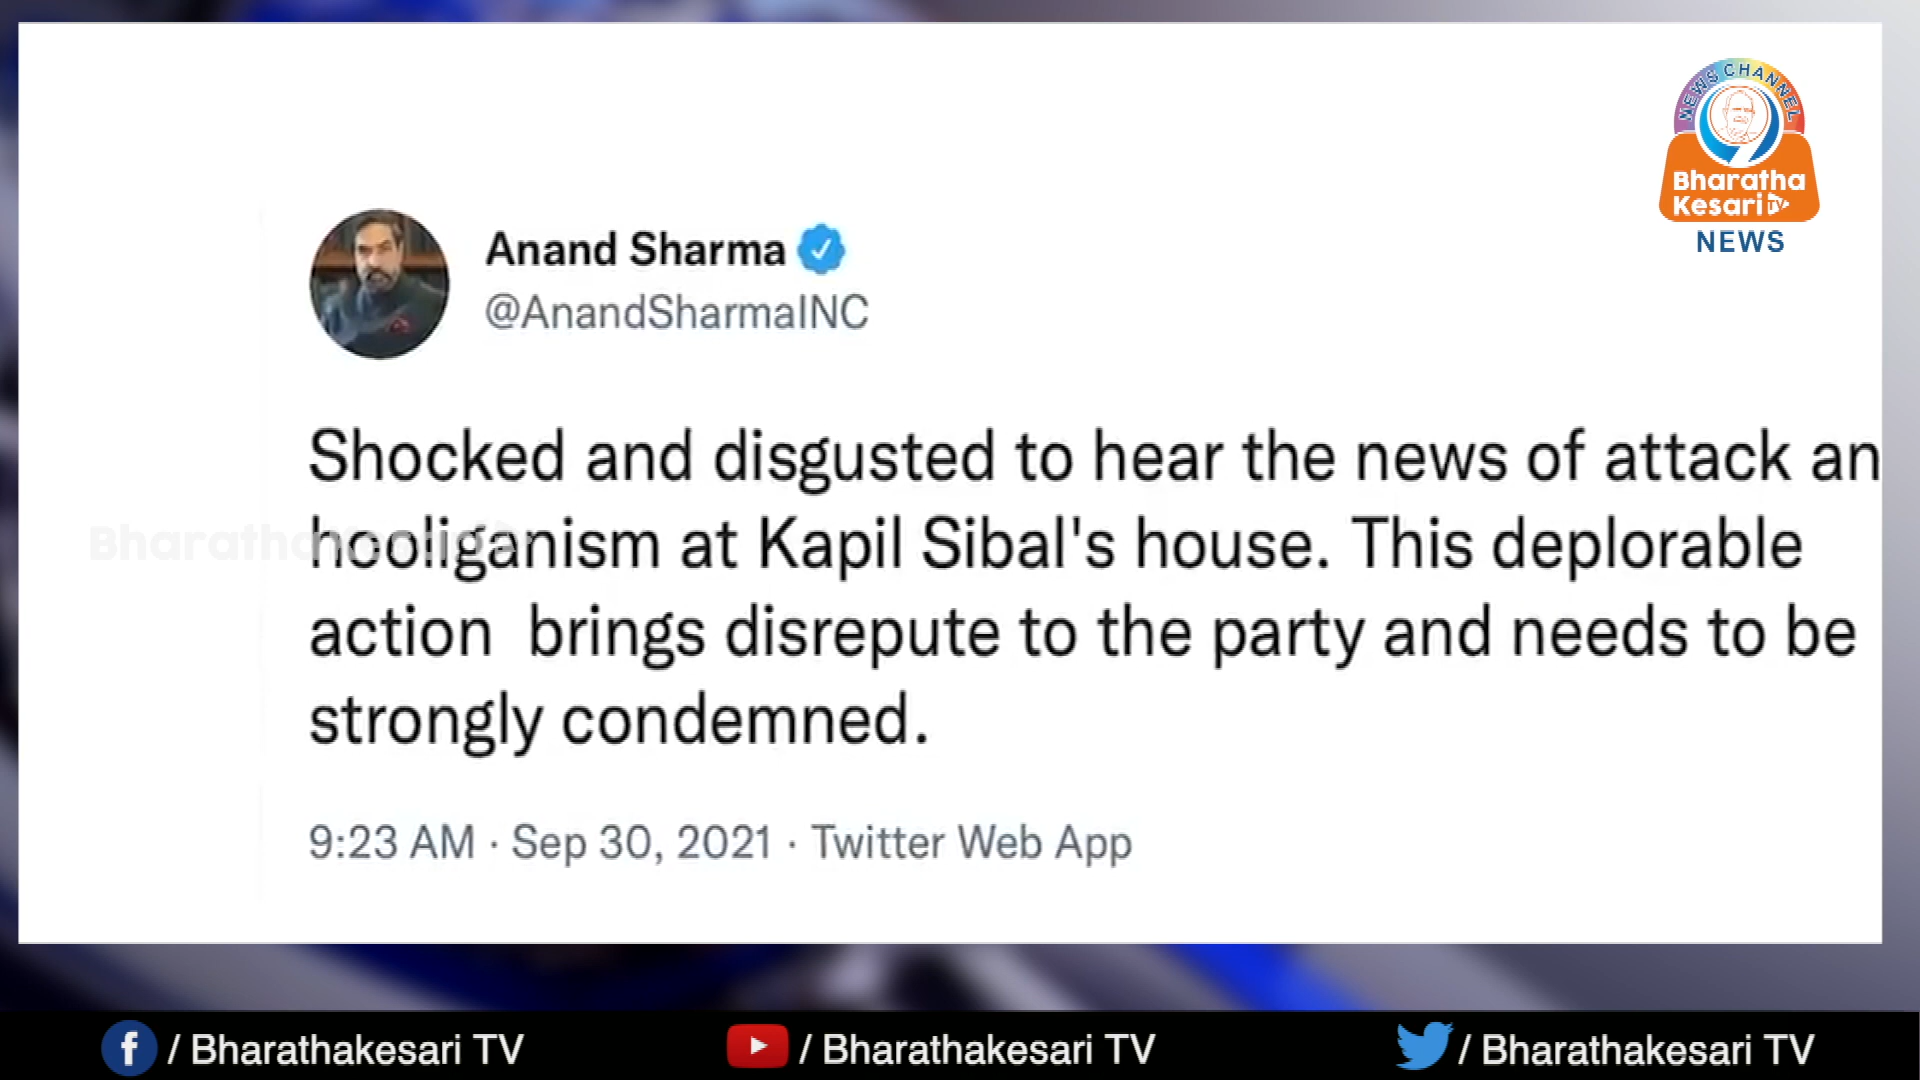 NEWS CHANNEL
Bharatha
Kesari TV
NEWS
Anand Sharma
@AnandSharmaINC
Shocked and disgusted to hear the news of attack an
hooliganism at Kapil Sibal's house. This deplorable
action  brings disrepute to the party and needs to be
strongly condemned.
9:23 AM · Sep 30, 2021 · Twitter Web App
/ Bharathakesari TV
/ Bharathakesari TV
/ Bharathakesari TV